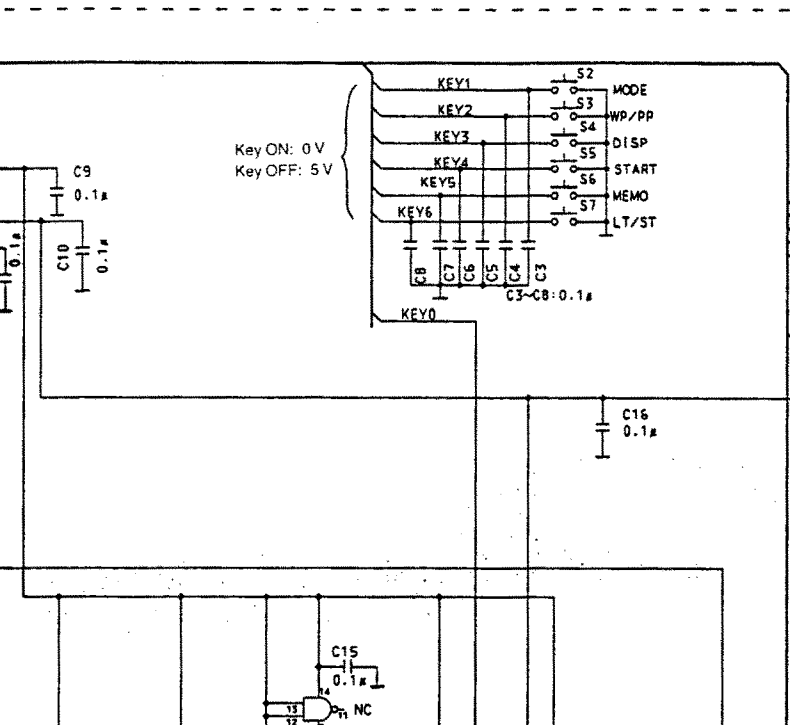 KEY1
S2
MODE
KEY2
S3
WP/PP
KEY3
S4
DISP
Key ON: 0 V
Key OFF: 5 V
KEY4
S5
START
KEY5
S6
MEMO
KEY6
S7
LT/ST
C9
0.1μ
C10
0.1μ
0.1μ
C8
C7
C6
C5
C4
C3
C3~C8:0.1μ
KEY0
C16
0.1μ
C15
0.1μ
14
13
12
11
NC